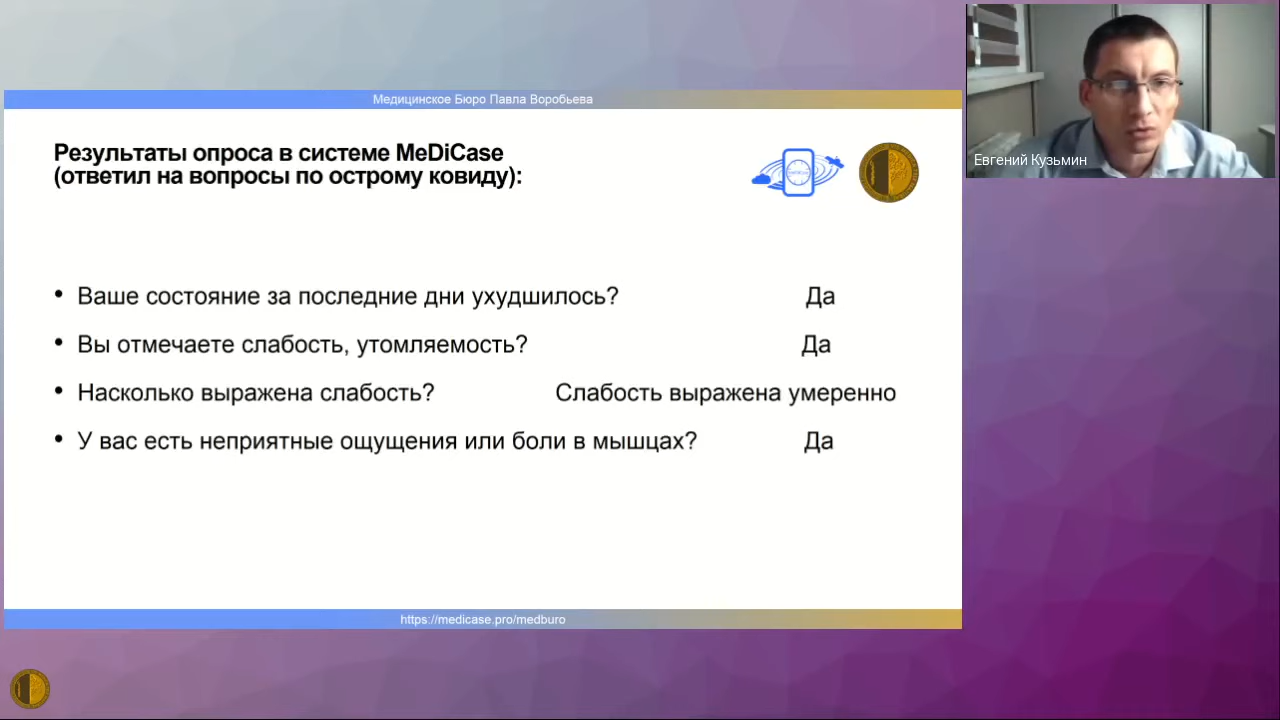 Медицинское Бюро Павла Воробьева
Евгений Кузьмин
Результаты опроса в системе MeDiCase
(ответил на вопросы по острому ковиду):
• Ваше состояние за последние дни ухудшилось? Да
• Вы отмечаете слабость, утомляемость? Да
• Насколько выражена слабость? Слабость выражена умеренно
• У вас есть неприятные ощущения или боли в мышцах? Да
https://medicase.pro/medburo